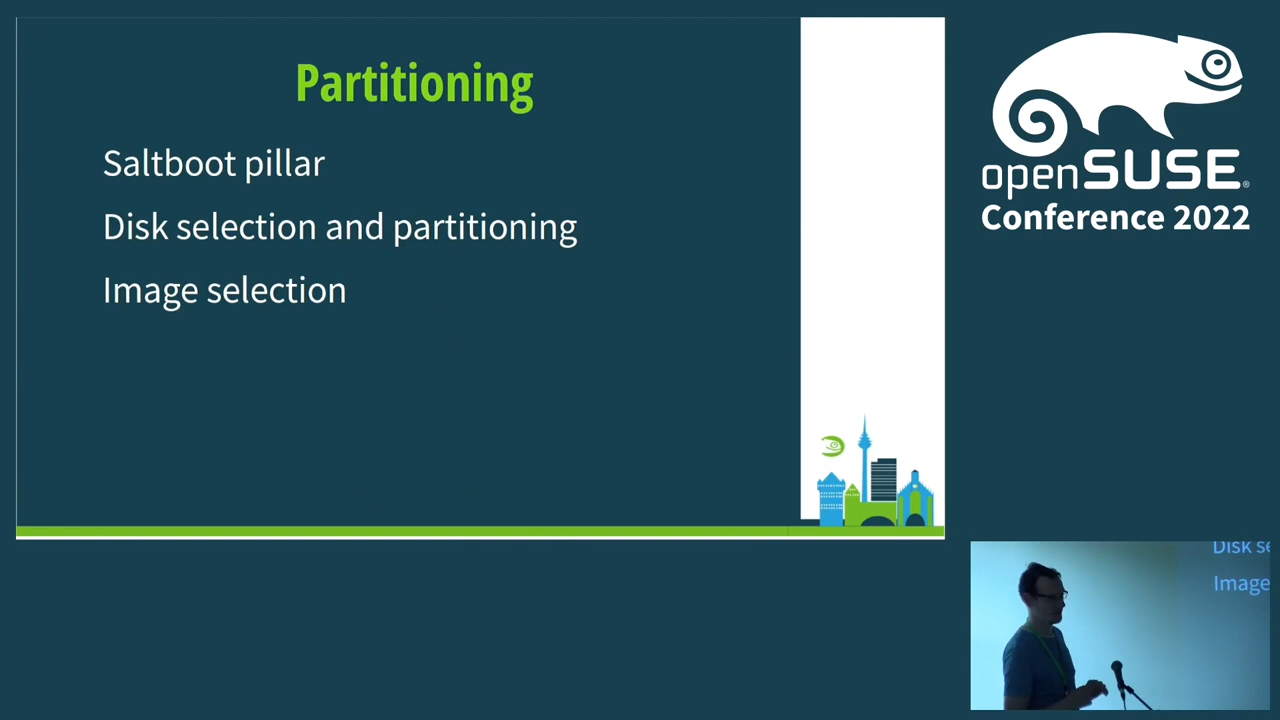 Partitioning
Saltboot pillar
Disk selection and partitioning
Image selection
openSUSE®
Conference 2022
Disk se
Image